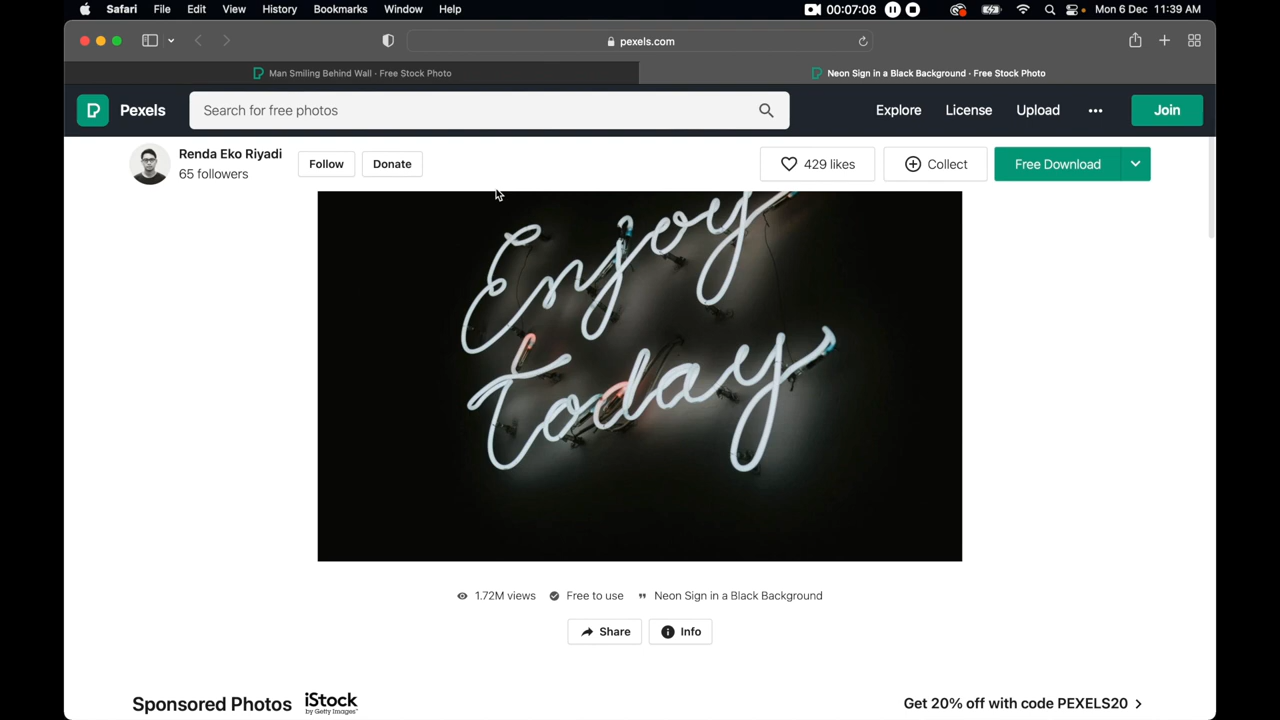 Safari File Edit View History Bookmarks Window Help 00:07:08 Mon 6 Dec 11:39 AM
pexels.com
Man Smiling Behind Wall · Free Stock Photo Neon Sign in a Black Background · Free Stock Photo
Pexels Search for free photos Explore License Upload ••• Join
Renda Eko Riyadi
65 followers
Follow Donate 429 likes Collect Free Download
Enjoy
Today
1.72M views Free to use Neon Sign in a Black Background
Share Info
Sponsored Photos iStock
by Getty Images™
Get 20% off with code PEXELS20 >